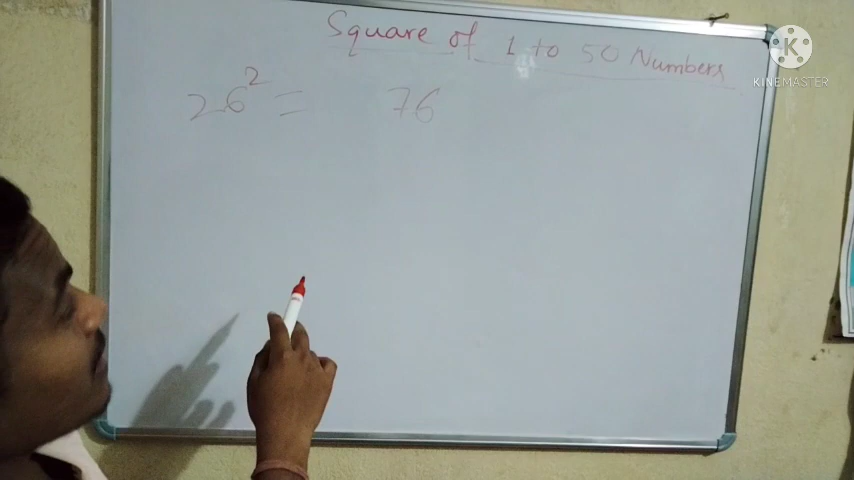 Square of 1 to 50 Numbers
K
KINEMASTER
26² = 76